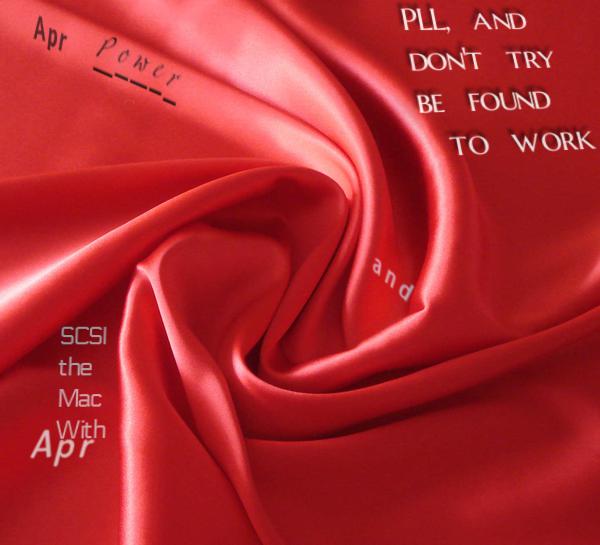 Apr Power
PLL, AND
DON'T TRY
BE FOUND
TO WORK
and
SCSI
the
Mac
With
Apr